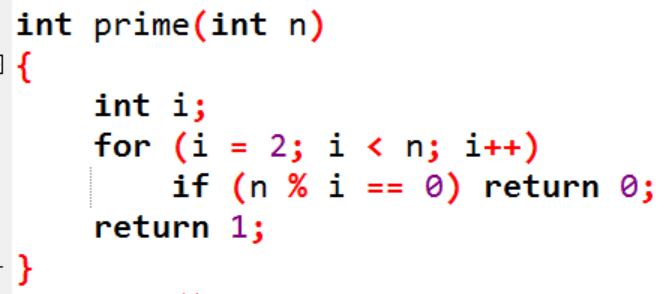 int prime(int n)
{
    int i;
    for (i = 2; i < n; i++)
        if (n % i == 0) return 0;
    return 1;
}